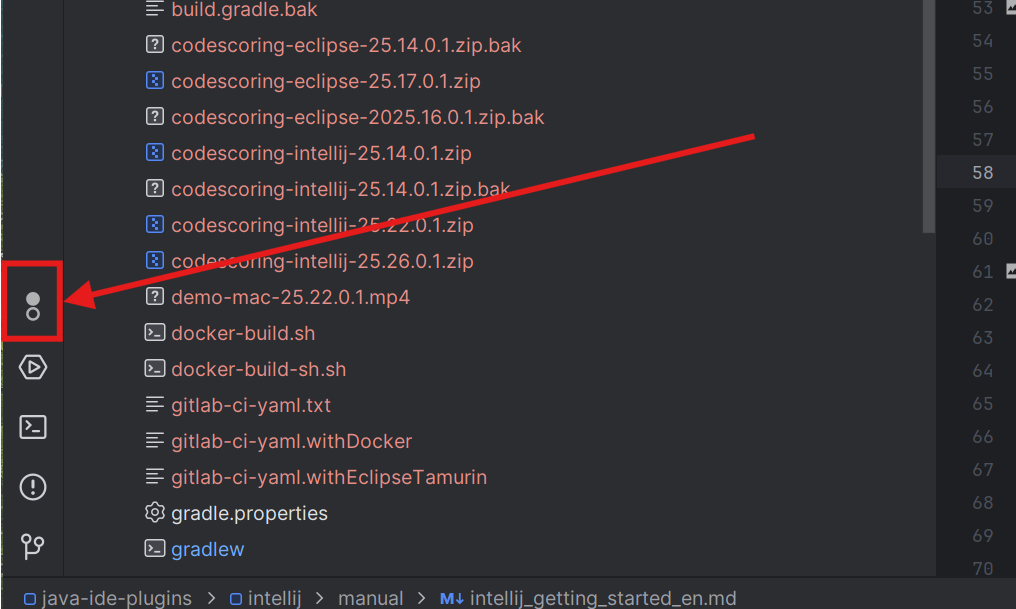 build.gradle.bak
53
codescoring-eclipse-25.14.0.1.zip.bak
54
codescoring-eclipse-25.17.0.1.zip
55
codescoring-eclipse-2025.16.0.1.zip.bak
56
codescoring-intellij-25.14.0.1.zip
57
58
codescoring-intellij-25.14.0.1.zip.bak
59
codescoring-intellij-25.22.0.1.zip
60
codescoring-intellij-25.26.0.1.zip
61
demo-mac-25.22.0.1.mp4
62
docker-build.sh
63
docker-build-sh.sh
64
gitlab-ci-yaml.txt
65
gitlab-ci-yaml.withDocker
66
gitlab-ci-yaml.withEclipseTamurin
67
68
gradle.properties
69
gradlew
70
java-ide-plugins > intellij > manual > M↓ intellij_getting_started_en.md